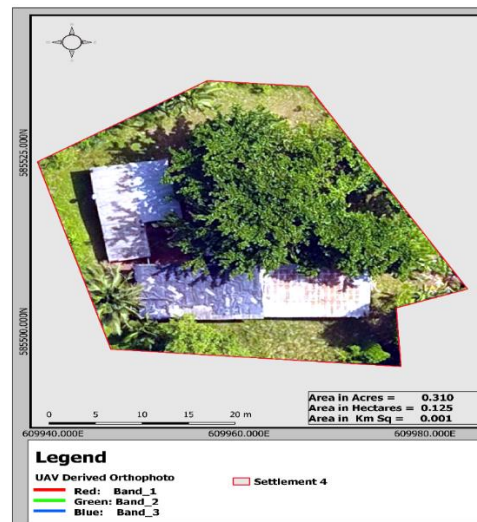 585525.000N
585500.000N
Area in Acres = 0.310
Area in Hectares = 0.125
Area in Km Sq = 0.001
0 5 10 15 20 m
609940.000E 609960.000E 609980.000E
Legend
UAV Derived Orthophoto
Red: Band_1
Green: Band_2
Blue: Band_3
Settlement 4